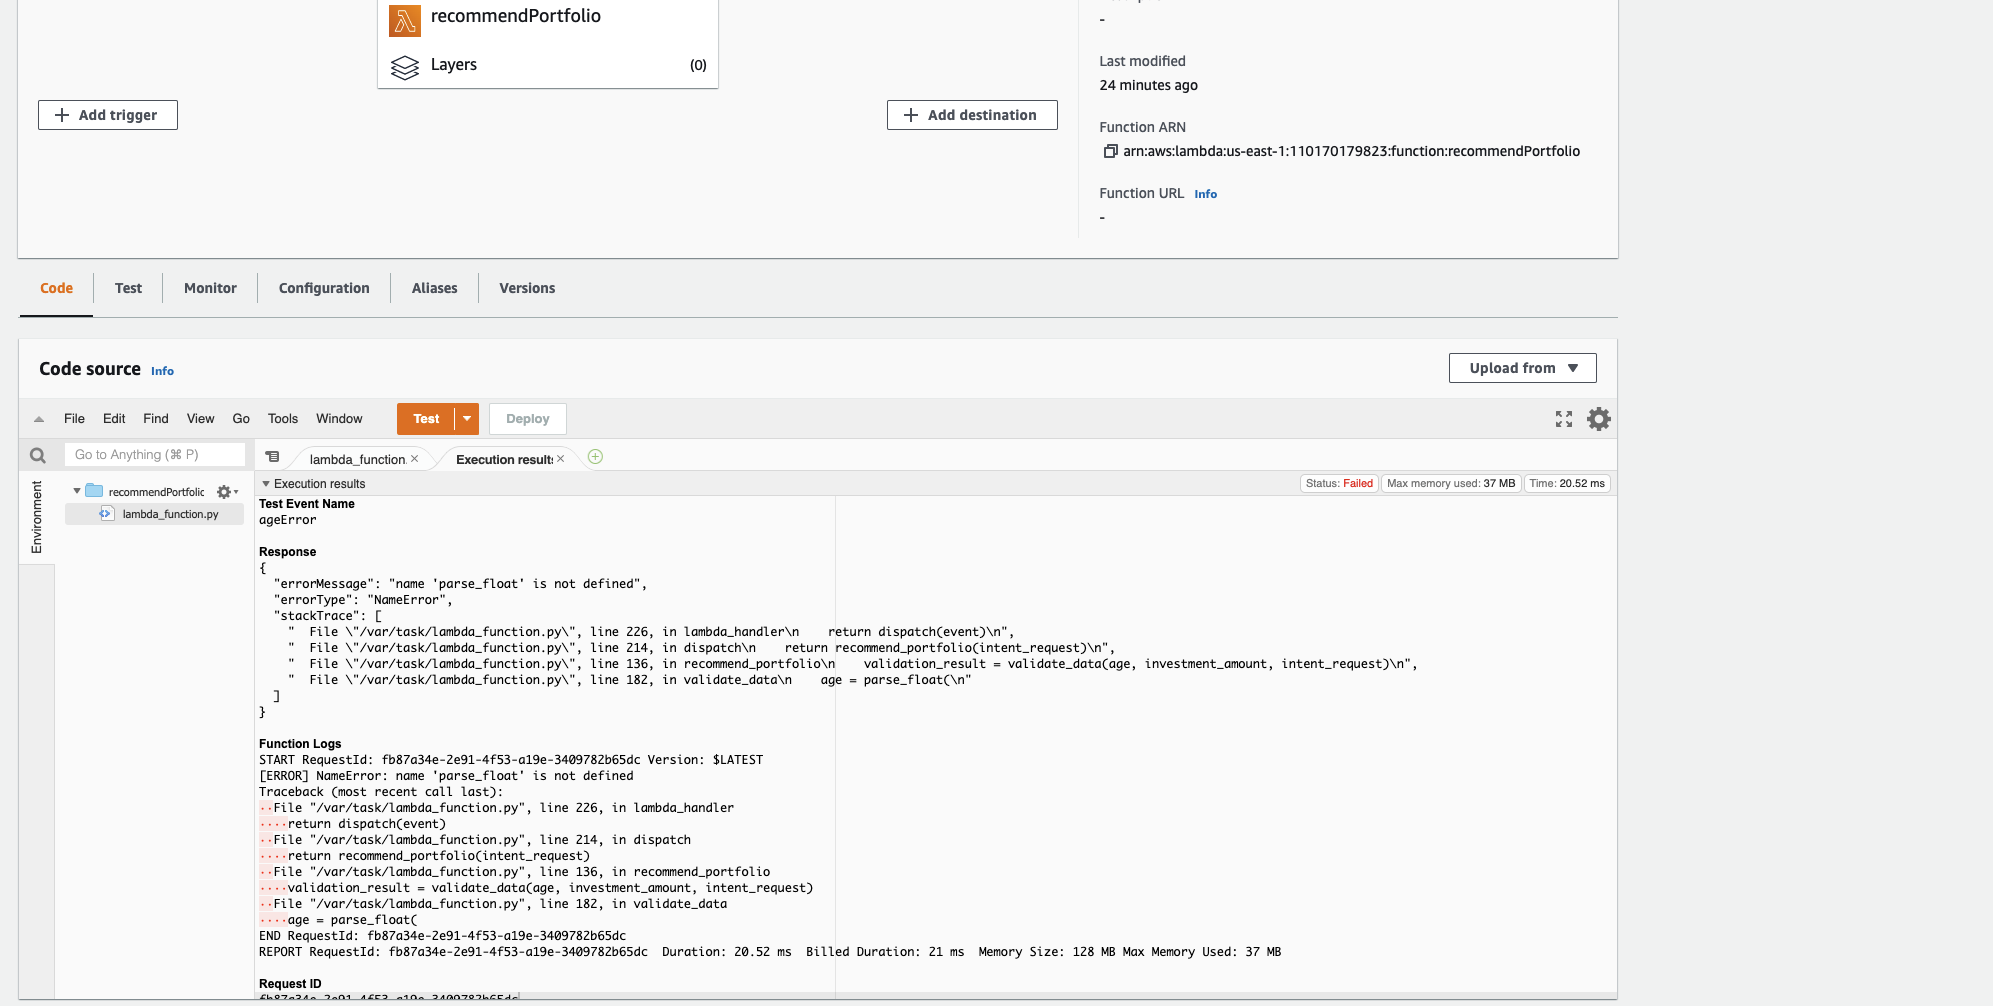 recommendPortfolio
Layers
(0)
Add trigger
Add destination
-
Last modified
24 minutes ago
Function ARN
arn:aws:lambda:us-east-1:110170179823:function:recommendPortfolio
Function URL Info
-
Code Test Monitor Configuration Aliases Versions
Code source Info
Upload from
File Edit Find View Go Tools Window Test Deploy
Go to Anything (⌘ P)
lambda_function. Execution results
Environment
recommendPortfolio
lambda_function.py
Execution results
Status: Failed Max memory used: 37 MB Time: 20.52 ms
Test Event Name
ageError
Response
{
  "errorMessage": "name 'parse_float' is not defined",
  "errorType": "NameError",
  "stackTrace": [
    "  File \"/var/task/lambda_function.py\", line 226, in lambda_handler\n    return dispatch(event)\n",
    "  File \"/var/task/lambda_function.py\", line 214, in dispatch\n    return recommend_portfolio(intent_request)\n",
    "  File \"/var/task/lambda_function.py\", line 136, in recommend_portfolio\n    validation_result = validate_data(age, investment_amount, intent_request)\n",
    "  File \"/var/task/lambda_function.py\", line 182, in validate_data\n    age = parse_float(\n"
  ]
}
Function Logs
START RequestId: fb87a34e-2e91-4f53-a19e-3409782b65dc Version: $LATEST
[ERROR] NameError: name 'parse_float' is not defined
Traceback (most recent call last):
··File "/var/task/lambda_function.py", line 226, in lambda_handler
····return dispatch(event)
··File "/var/task/lambda_function.py", line 214, in dispatch
····return recommend_portfolio(intent_request)
··File "/var/task/lambda_function.py", line 136, in recommend_portfolio
····validation_result = validate_data(age, investment_amount, intent_request)
··File "/var/task/lambda_function.py", line 182, in validate_data
····age = parse_float(
END RequestId: fb87a34e-2e91-4f53-a19e-3409782b65dc
REPORT RequestId: fb87a34e-2e91-4f53-a19e-3409782b65dc  Duration: 20.52 ms  Billed Duration: 21 ms  Memory Size: 128 MB Max Memory Used: 37 MB
Request ID
fb87a34e-2e91-4f53-a19e-3409782b65dc